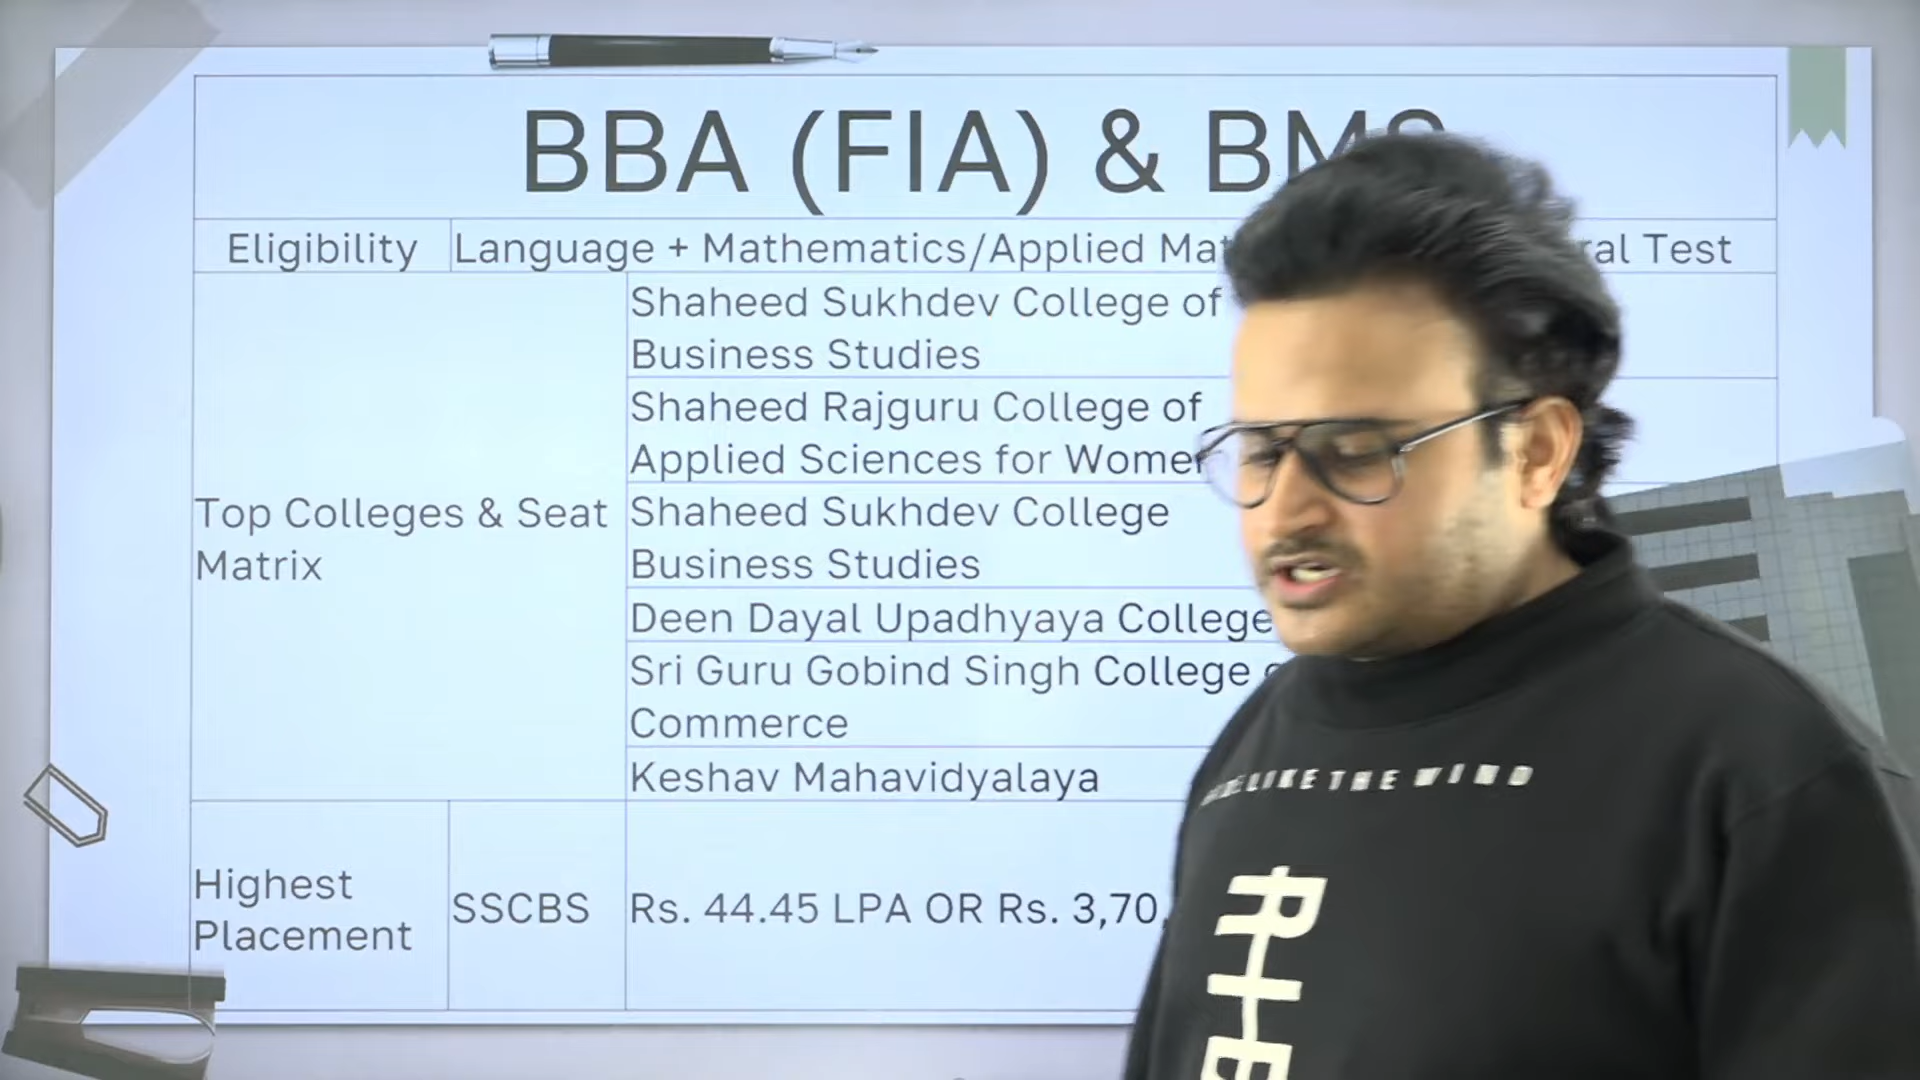 BBA (FIA) & BMS
Eligibility
Language + Mathematics/Applied Mat
ral Test
Top Colleges & Seat
Matrix
Shaheed Sukhdev College of
Business Studies
Shaheed Rajguru College of
Applied Sciences for Women
Shaheed Sukhdev College
Business Studies
Deen Dayal Upadhyaya College
Sri Guru Gobind Singh College
Commerce
Keshav Mahavidyalaya
Highest
Placement
SSCBS
Rs. 44.45 LPA OR Rs. 3,70,
LIKE THE WIND